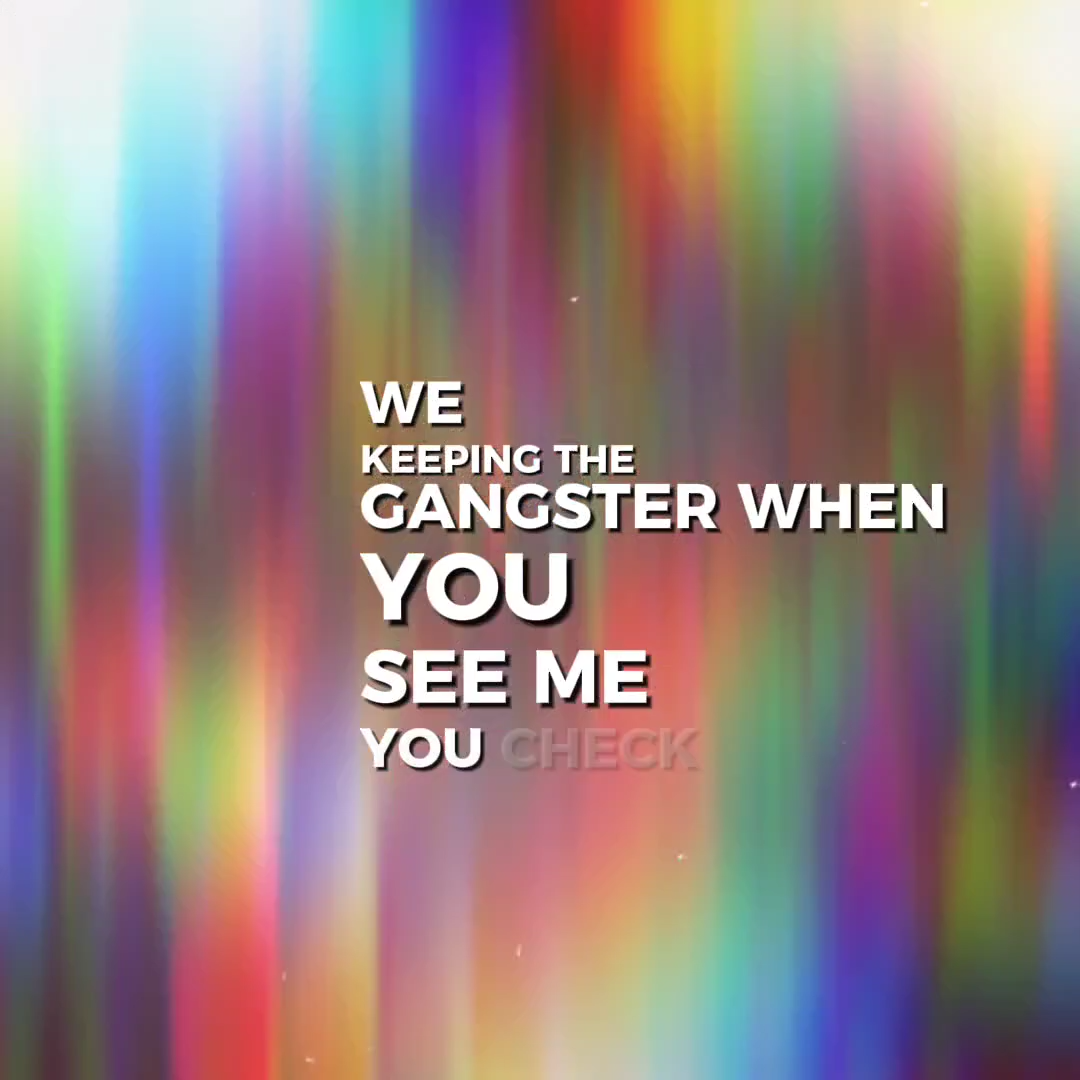 WE
KEEPING THE
GANGSTER WHEN
YOU
SEE ME
YOU CHECK